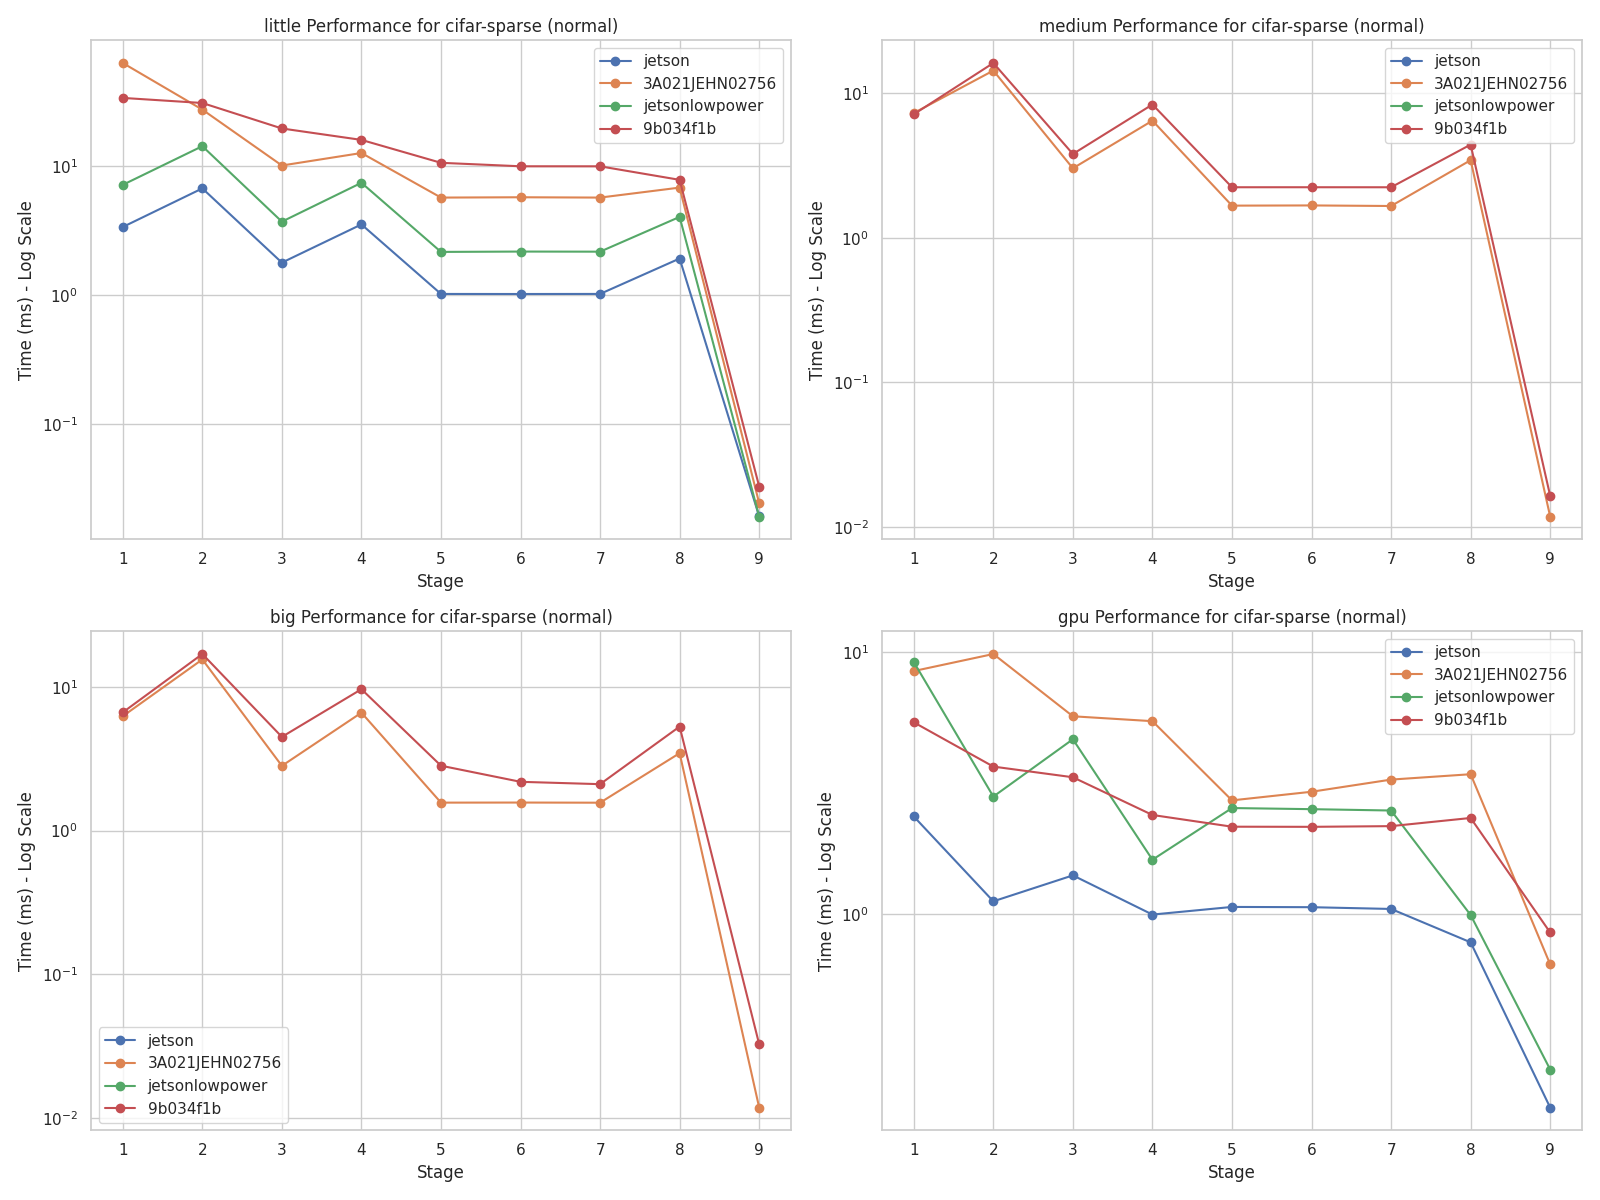 little Performance for cifar-sparse (normal)
Time (ms) - Log Scale
10^1
10^0
10^-1
jetson
3A021JEHN02756
jetsonlowpower
9b034f1b
1 2 3 4 5 6 7 8 9
Stage
medium Performance for cifar-sparse (normal)
Time (ms) - Log Scale
10^1
10^0
10^-1
10^-2
jetson
3A021JEHN02756
jetsonlowpower
9b034f1b
1 2 3 4 5 6 7 8 9
Stage
big Performance for cifar-sparse (normal)
Time (ms) - Log Scale
10^1
10^0
10^-1
10^-2
jetson
3A021JEHN02756
jetsonlowpower
9b034f1b
1 2 3 4 5 6 7 8 9
Stage
gpu Performance for cifar-sparse (normal)
Time (ms) - Log Scale
10^1
10^0
jetson
3A021JEHN02756
jetsonlowpower
9b034f1b
1 2 3 4 5 6 7 8 9
Stage